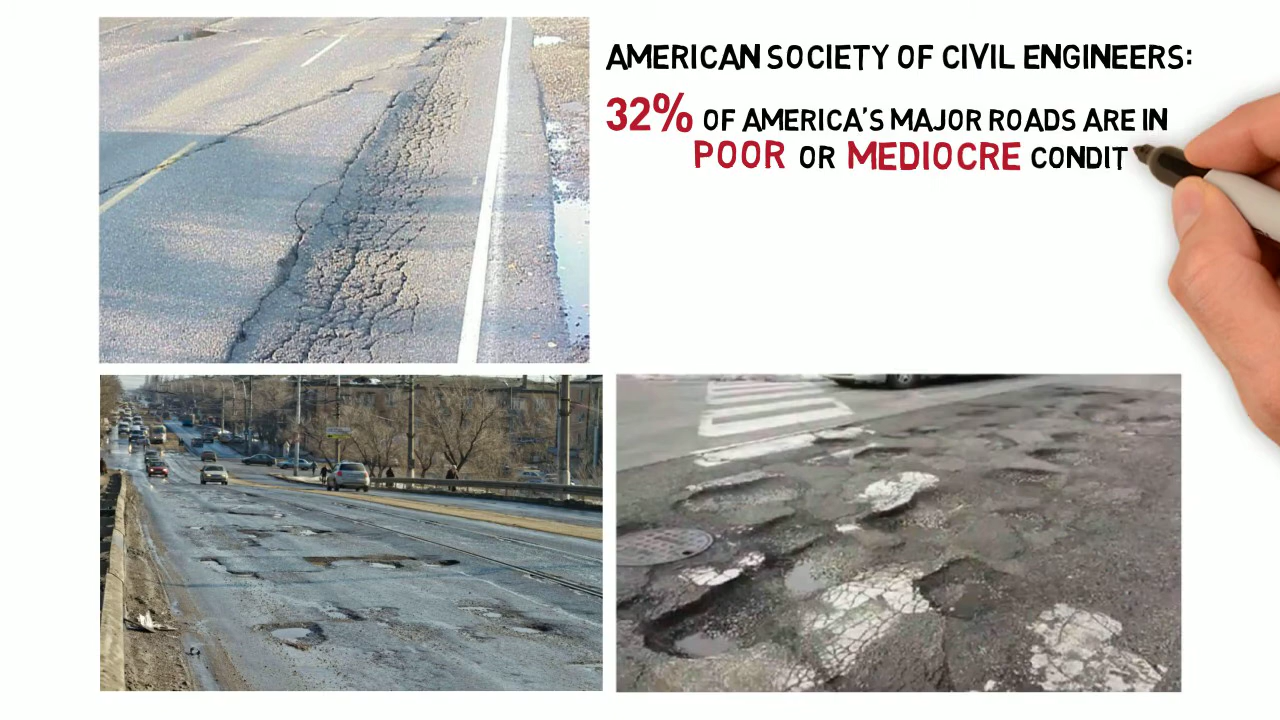 AMERICAN SOCIETY OF CIVIL ENGINEERS:
32% OF AMERICA'S MAJOR ROADS ARE IN
POOR OR MEDIOCRE CONDIT